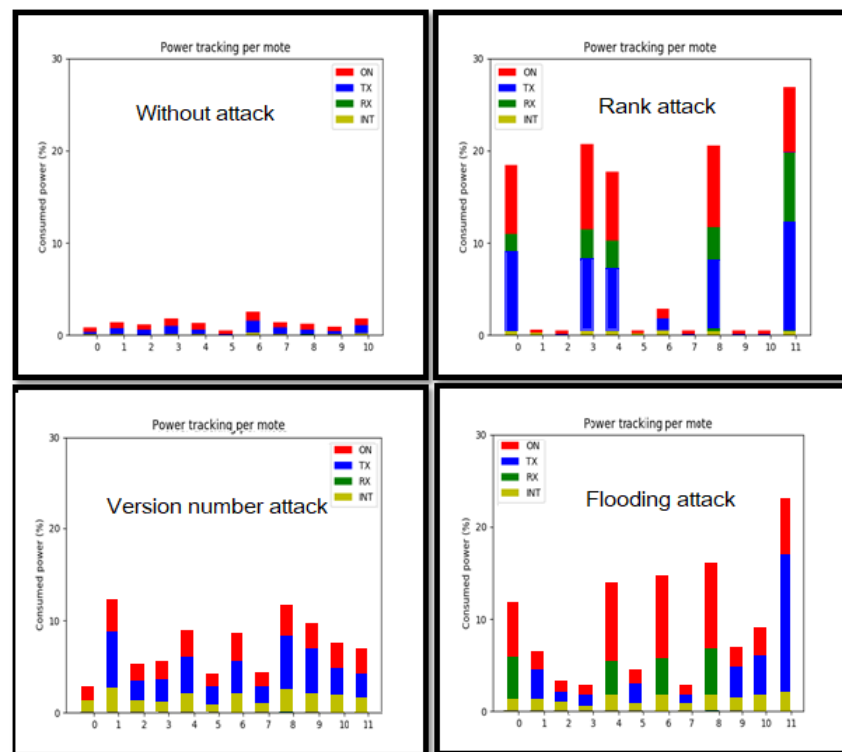 Power tracking per mote
30
20
10
0
Consumed power (%)
ON
TX
RX
INT
Without attack
0 1 2 3 4 5 6 7 8 9 10
Power tracking per mote
30
20
10
0
Consumed power (%)
ON
TX
RX
INT
Rank attack
0 1 2 3 4 5 6 7 8 9 10 11
Power tracking per mote
30
20
10
0
Consumed power (%)
ON
TX
RX
INT
Version number attack
0 1 2 3 4 5 6 7 8 9 10 11
Power tracking per mote
30
20
10
0
Consumed power (%)
ON
TX
RX
INT
Flooding attack
0 1 2 3 4 5 6 7 8 9 10 11